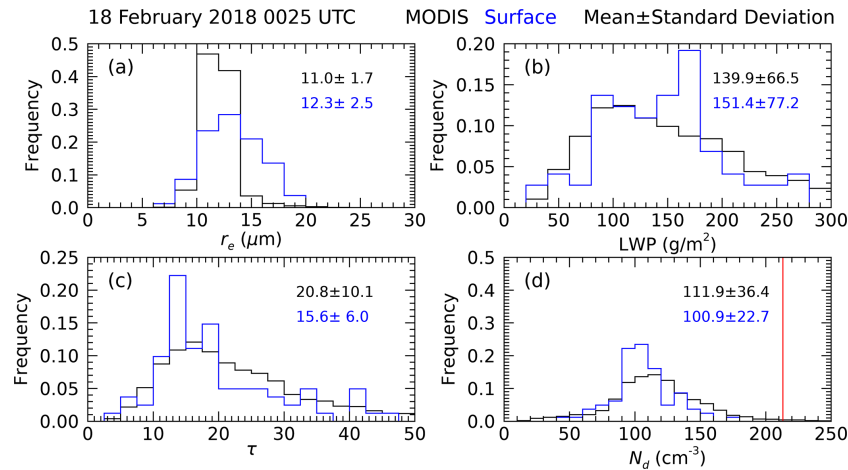 18 February 2018 0025 UTC MODIS Surface Mean±Standard Deviation
(a)
11.0± 1.7
12.3± 2.5
Frequency
0.5
0.4
0.3
0.2
0.1
0.0
0 5 10 15 20 25 30
r_e (μm)
(b)
139.9±66.5
151.4±77.2
Frequency
0.20
0.15
0.10
0.05
0.00
0 50 100 150 200 250 300
LWP (g/m²)
(c)
20.8±10.1
15.6± 6.0
Frequency
0.25
0.20
0.15
0.10
0.05
0.00
0 10 20 30 40 50
τ
(d)
111.9±36.4
100.9±22.7
Frequency
0.5
0.4
0.3
0.2
0.1
0.0
0 50 100 150 200 250
N_d (cm⁻³)